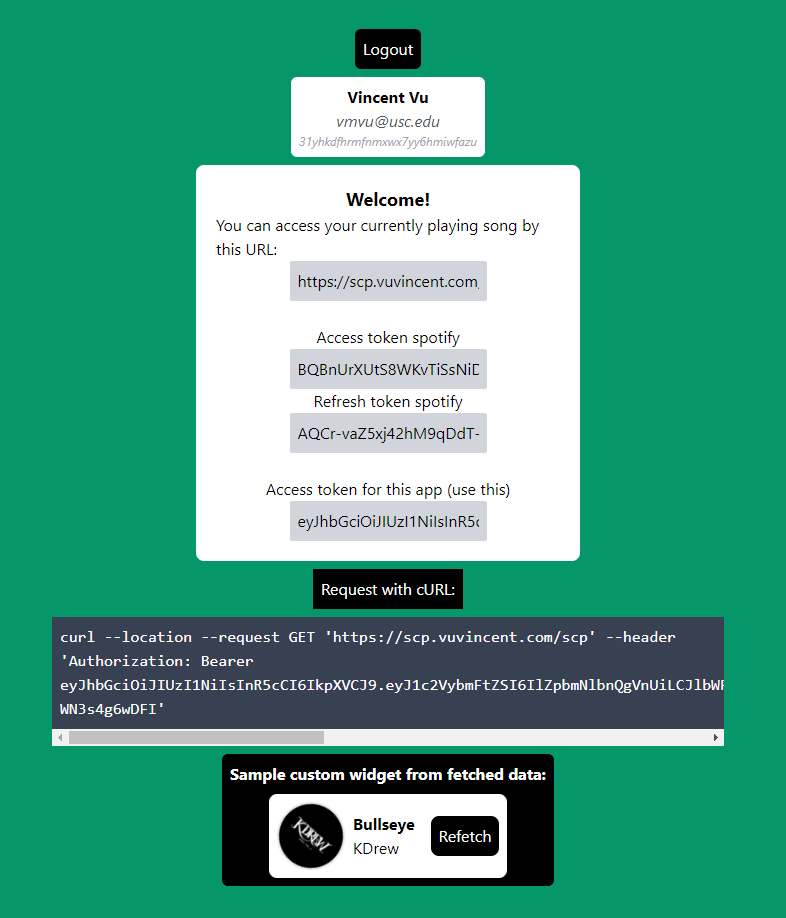 Logout
Vincent Vu
vmvu@usc.edu
31yhkdfhrmfnmxwx7yy6hmiwfazu
Welcome!
You can access your currently playing song by
this URL:
https://scp.vuvincent.com/
Access token spotify
BQBnUrXUtS8WKvTiSsNiD
Refresh token spotify
AQCr-vaZ5xj42hM9qDdT-
Access token for this app (use this)
eyJhbGciOiJIUzI1NiIsInR5c
Request with cURL:
curl --location --request GET 'https://scp.vuvincent.com/scp' --header
'Authorization: Bearer
eyJhbGciOiJIUzI1NiIsInR5cCI6IkpXVCJ9.eyJ1c2VybmFtZSI6IlZpbmNlbnQgVnUiLCJlbWF
WN3s4g6wDFI'
Sample custom widget from fetched data:
KDREW
Bullseye
KDrew
Refetch